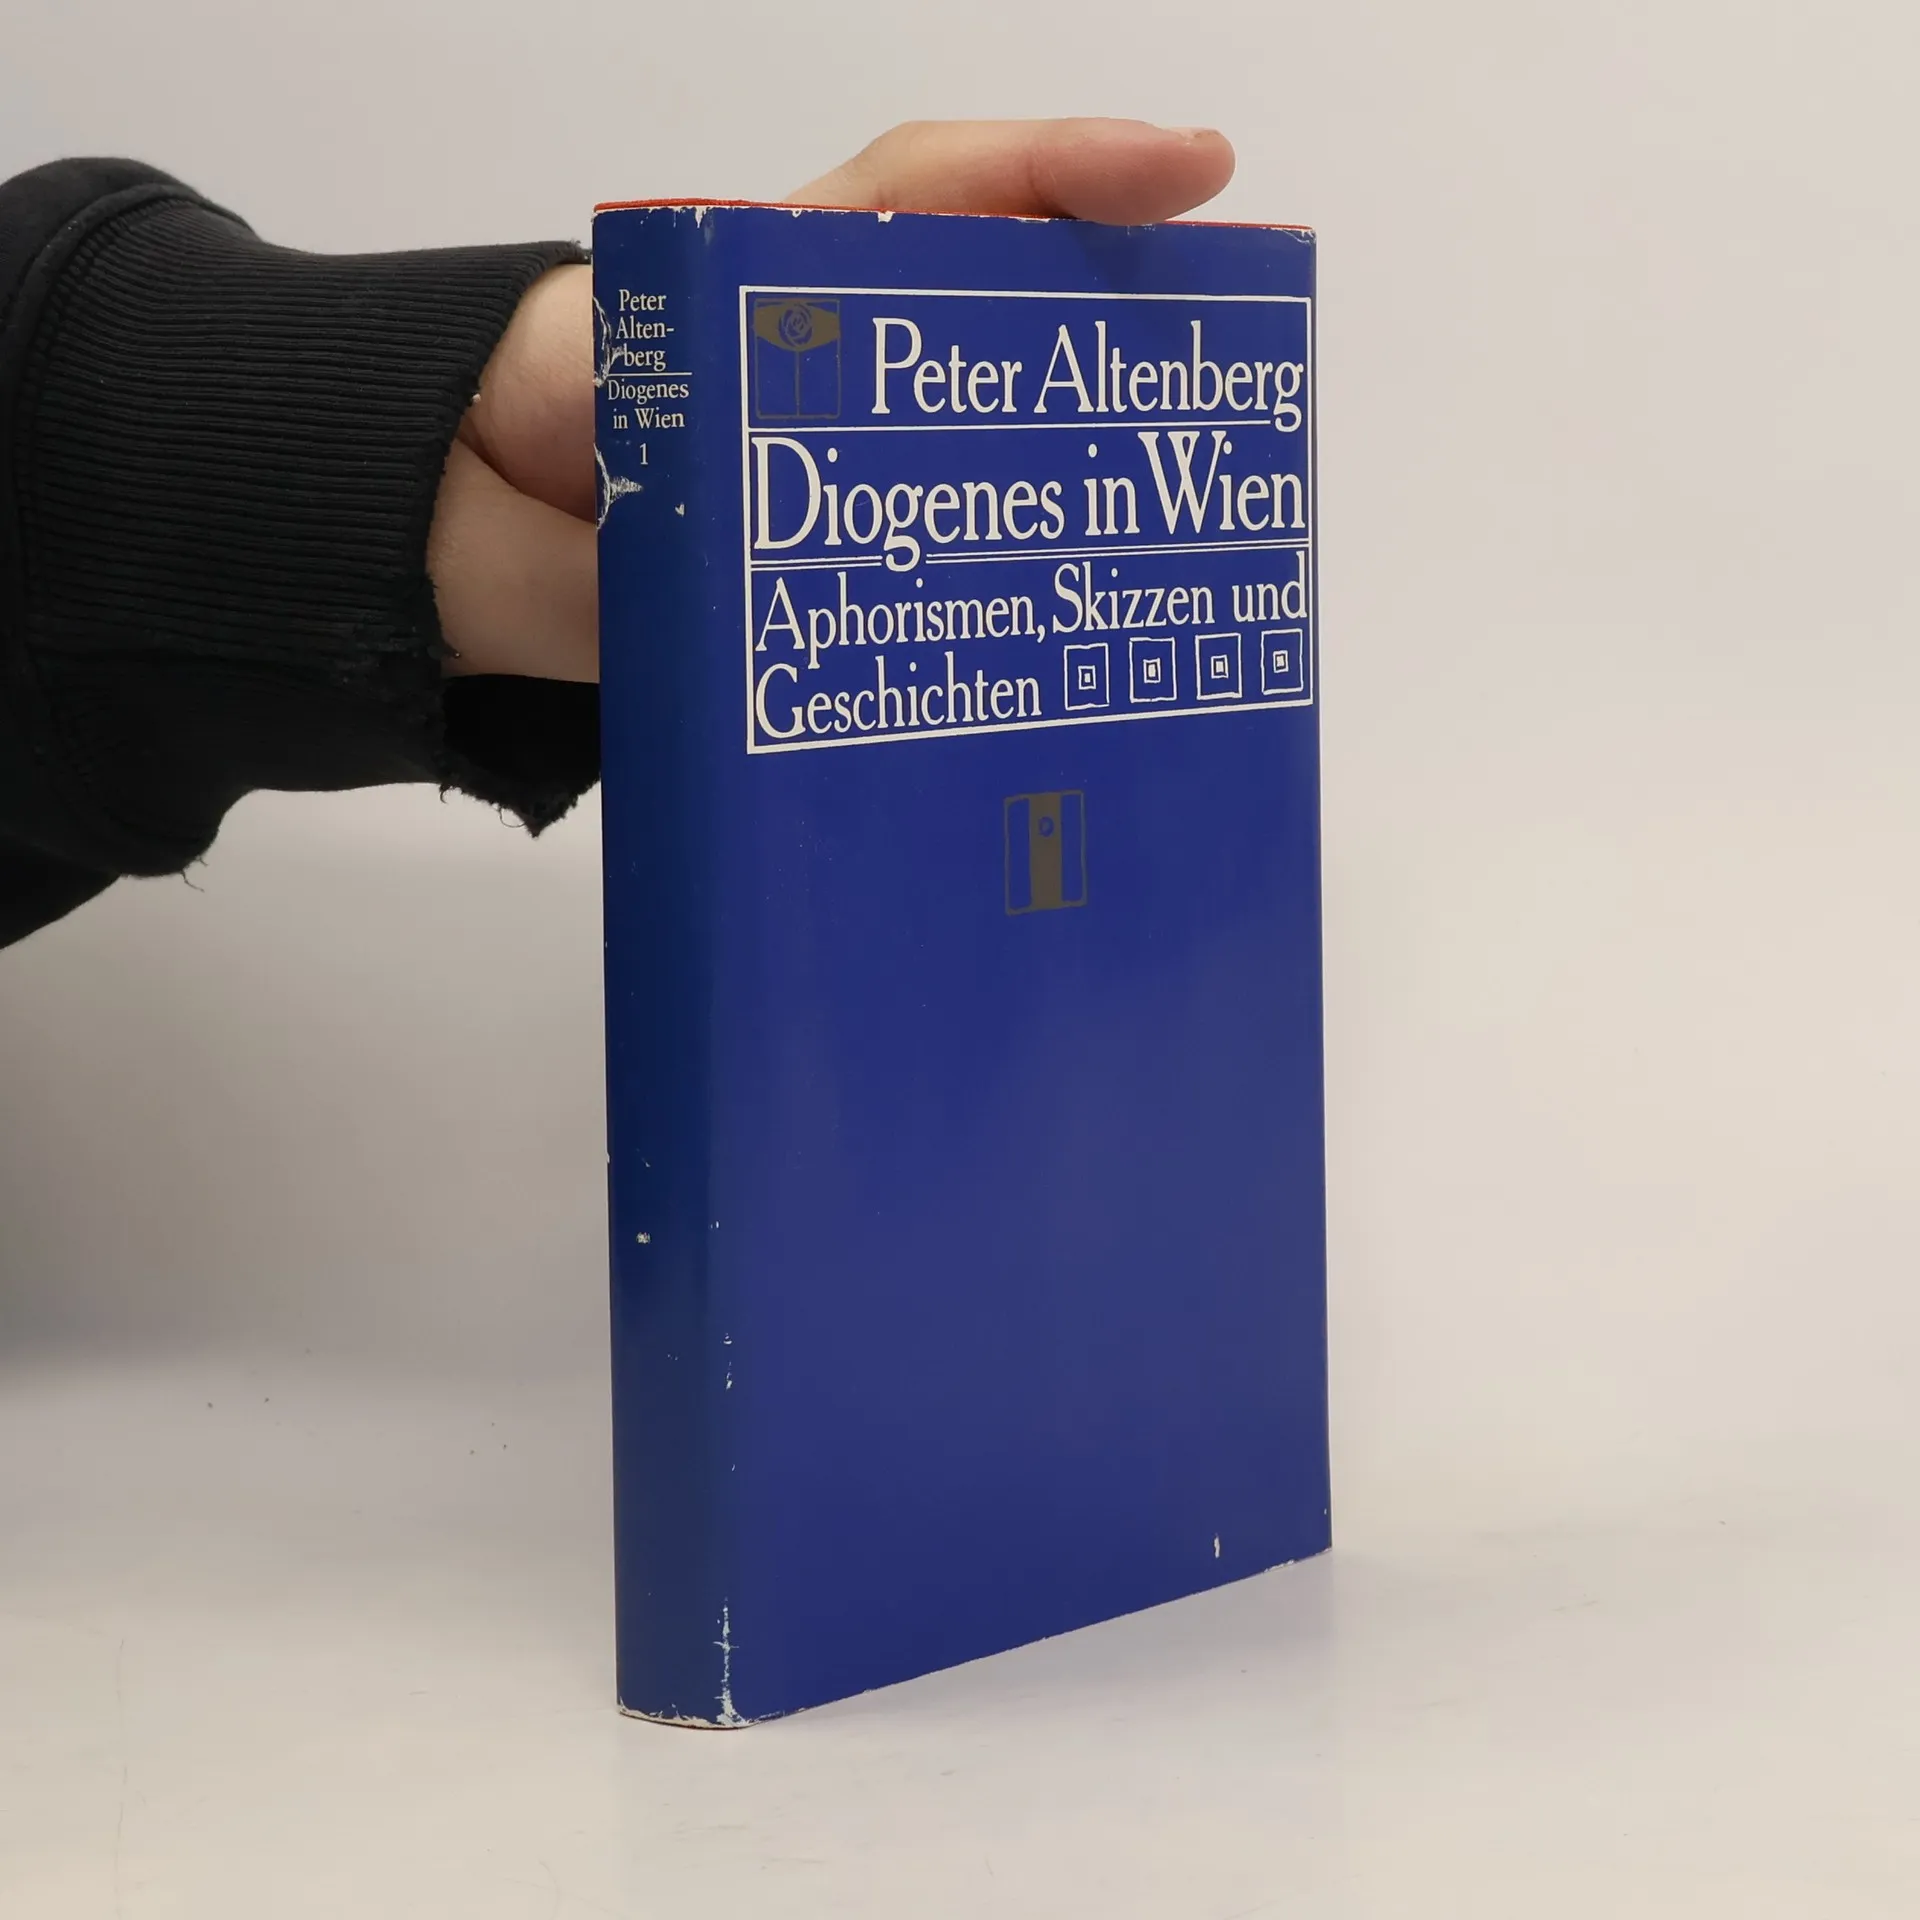 Peter
Alten-
berg
Diogenes
in Wien
1
Peter Altenberg
Diogenes in Wien
Aphorismen, Skizzen und
Geschichten